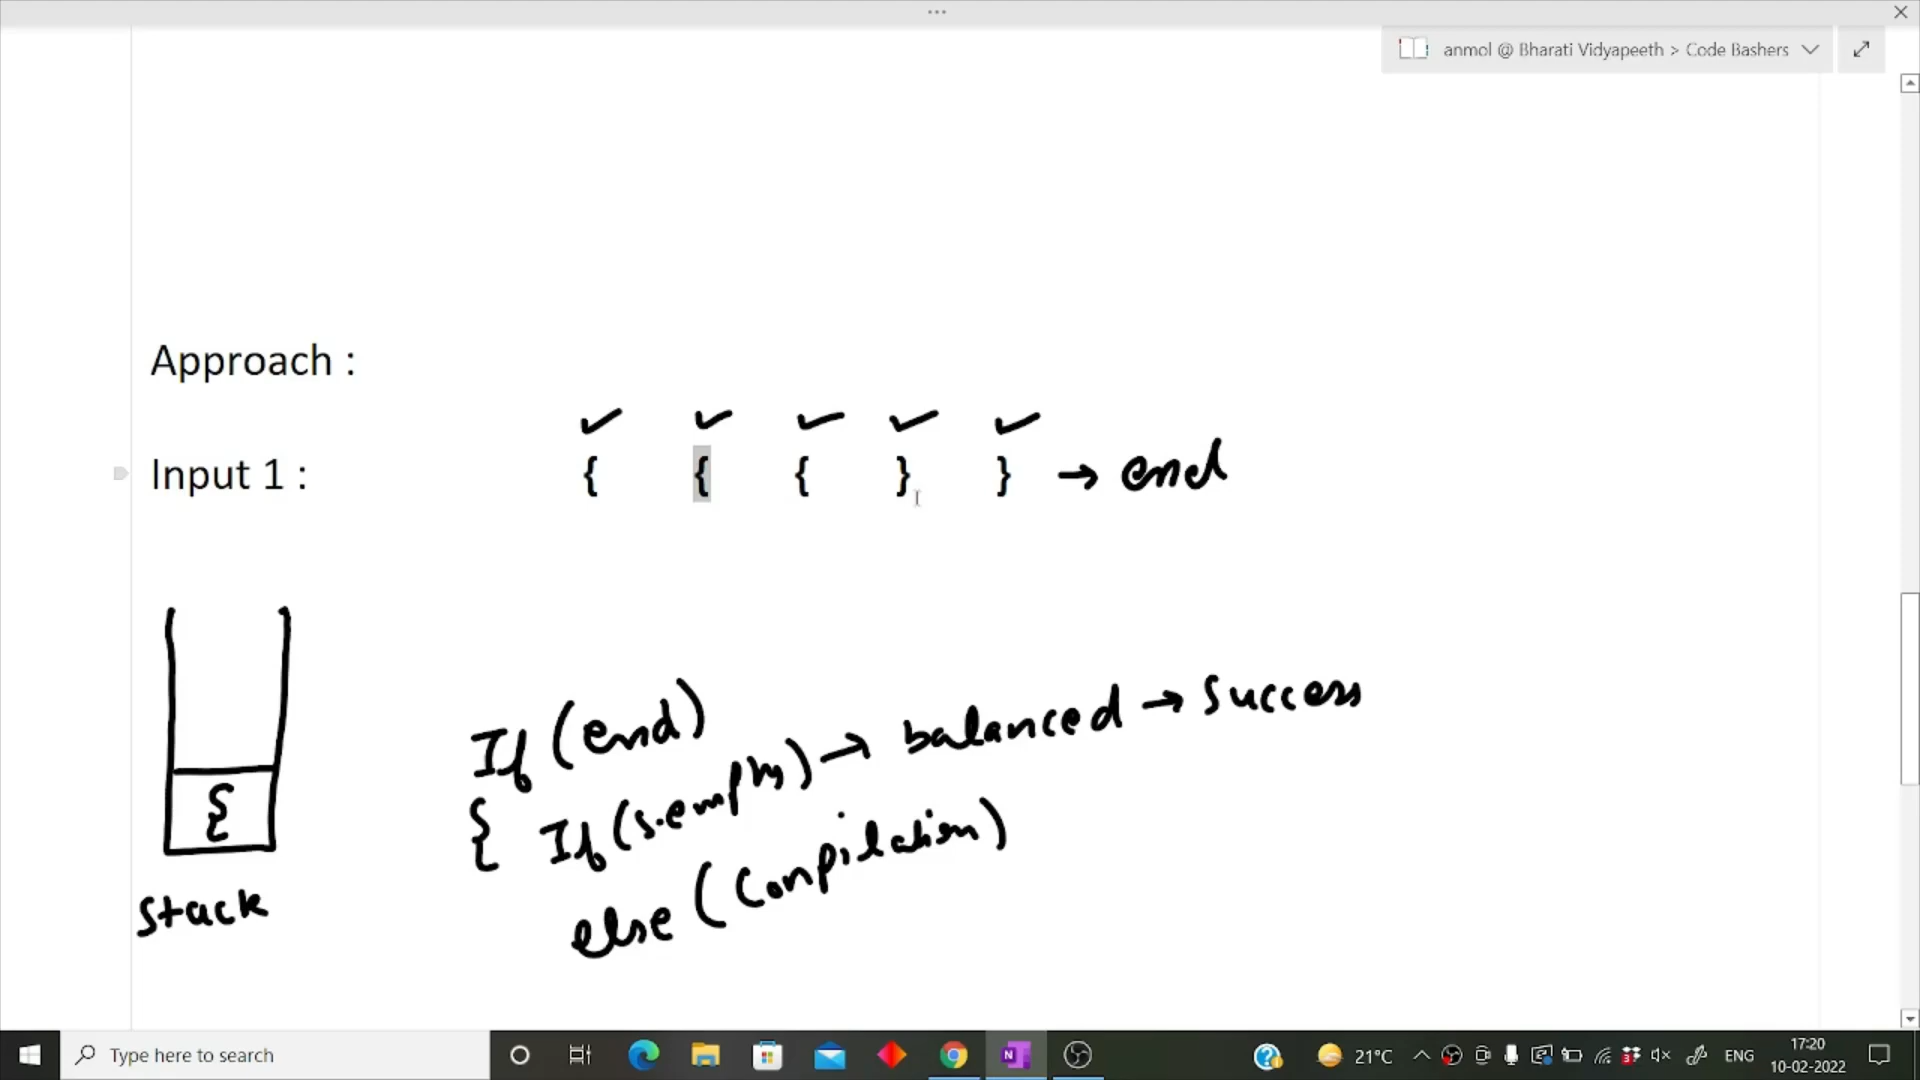 ...
anmol @ Bharati Vidyapeeth > Code Bashers
Approach :
Input 1 : { { { } } → end
{
Stack
If (end)
{ If (s.empty) → balanced → Success
else (Compilation)
Type here to search
N
3
21°C
ENG
17:20
10-02-2022